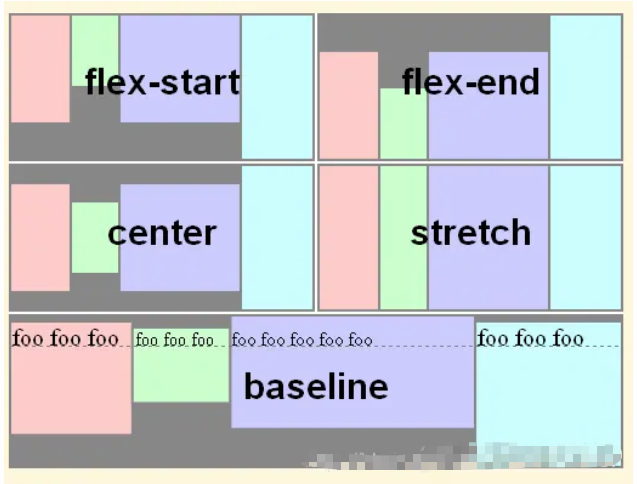 flex-start
flex-end
center
stretch
foo foo foo
foo foo foo
foo foo foo foo foo
foo foo foo
baseline